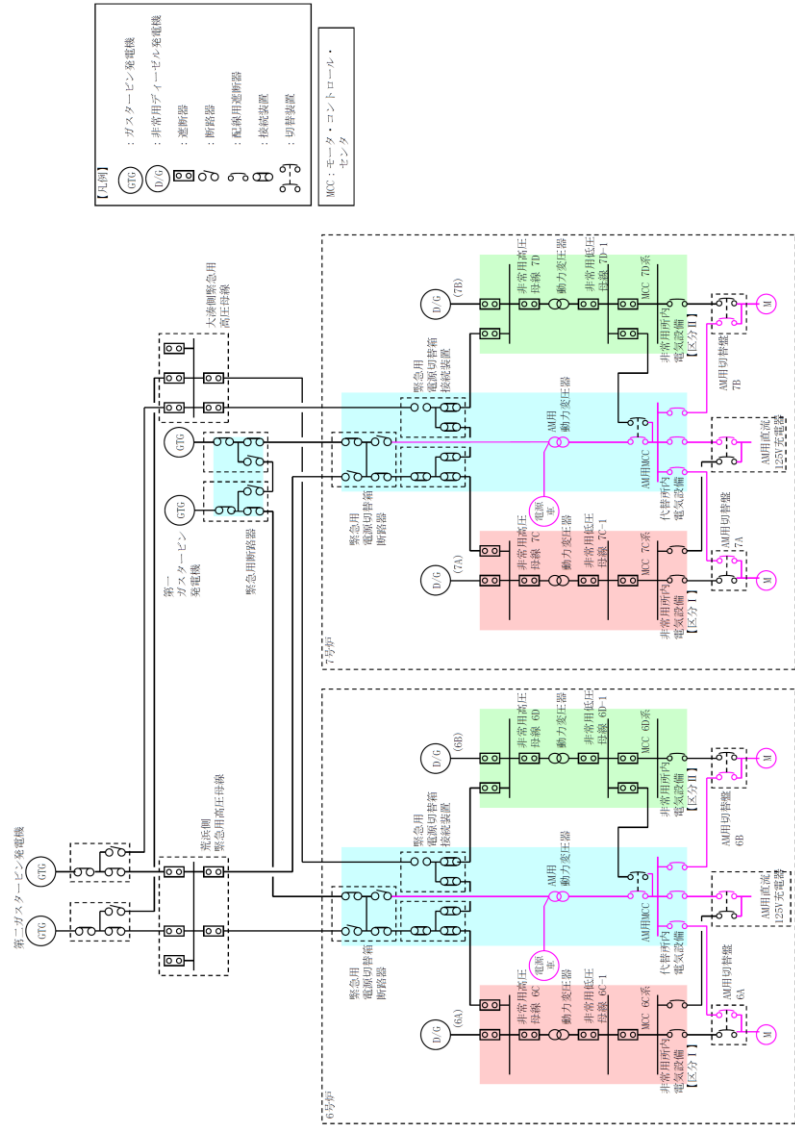 【凡例】
GTG
：ガスタービン発電機
D/G
：非常用ディーゼル発電機
：遮断器
：断路器
：配線用遮断器
：接続装置
：切替装置
MCC：モータ・コントロール・
センタ
第二ガスタービン発電機
GTG
GTG
荒浜側
緊急用高圧母線
第一
ガスタービン
発電機
GTG
GTG
緊急用断路器
大湊側緊急用
高圧母線
6号炉
緊急用
電源切替箱
断路器
緊急用
電源切替箱
接続装置
D/G
(6A)
D/G
(6B)
非常用高圧
母線 6C
動力変圧器
非常用低圧
母線 6C-1
MCC 6C系
非常用所内
電気設備
【区分Ⅰ】
電源
車
AM用
動力変圧器
AM用MCC
代替所内
電気設備
非常用高圧
母線 6D
動力変圧器
非常用低圧
母線 6D-1
MCC 6D系
非常用所内
電気設備
【区分Ⅱ】
AM用切替盤
6A
AM用直流
125V充電器
AM用切替盤
6B
M
M
7号炉
緊急用
電源切替箱
断路器
緊急用
電源切替箱
接続装置
D/G
(7A)
D/G
(7B)
非常用高圧
母線 7C
動力変圧器
非常用低圧
母線 7C-1
MCC 7C系
非常用所内
電気設備
【区分Ⅰ】
電源
車
AM用
動力変圧器
AM用MCC
代替所内
電気設備
非常用高圧
母線 7D
動力変圧器
非常用低圧
母線 7D-1
MCC 7D系
非常用所内
電気設備
【区分Ⅱ】
AM用切替盤
7A
AM用直流
125V充電器
AM用切替盤
7B
M
M